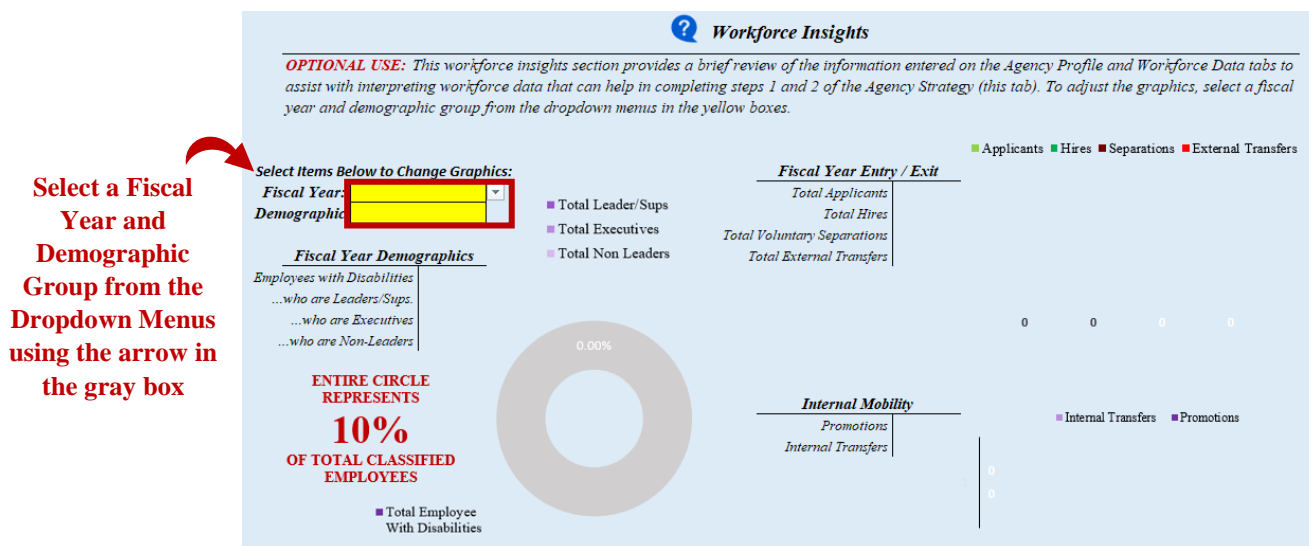 ?
Workforce Insights
OPTIONAL USE: This workforce insights section provides a brief review of the information entered on the Agency Profile and Workforce Data tabs to
assist with interpreting workforce data that can help in completing steps 1 and 2 of the Agency Strategy (this tab). To adjust the graphics, select a fiscal
year and demographic group from the dropdown menus in the yellow boxes.
Select a Fiscal
Year and
Demographic
Group from the
Dropdown Menus
using the arrow in
the gray box
Select Items Below to Change Graphics:
Fiscal Year:
Demographic
Fiscal Year Demographics
Employees with Disabilities
...who are Leaders/Sups.
...who are Executives
...who are Non-Leaders
ENTIRE CIRCLE
REPRESENTS
10%
OF TOTAL CLASSIFIED
EMPLOYEES
Total Employee
With Disabilities
Total Leader/Sups
Total Executives
Total Non Leaders
0.00%
Applicants Hires Separations External Transfers
Fiscal Year Entry / Exit
Total Applicants
Total Hires
Total Voluntary Separations
Total External Transfers
0 0 0 0
Internal Mobility
Promotions
Internal Transfers
Internal Transfers Promotions
0
0